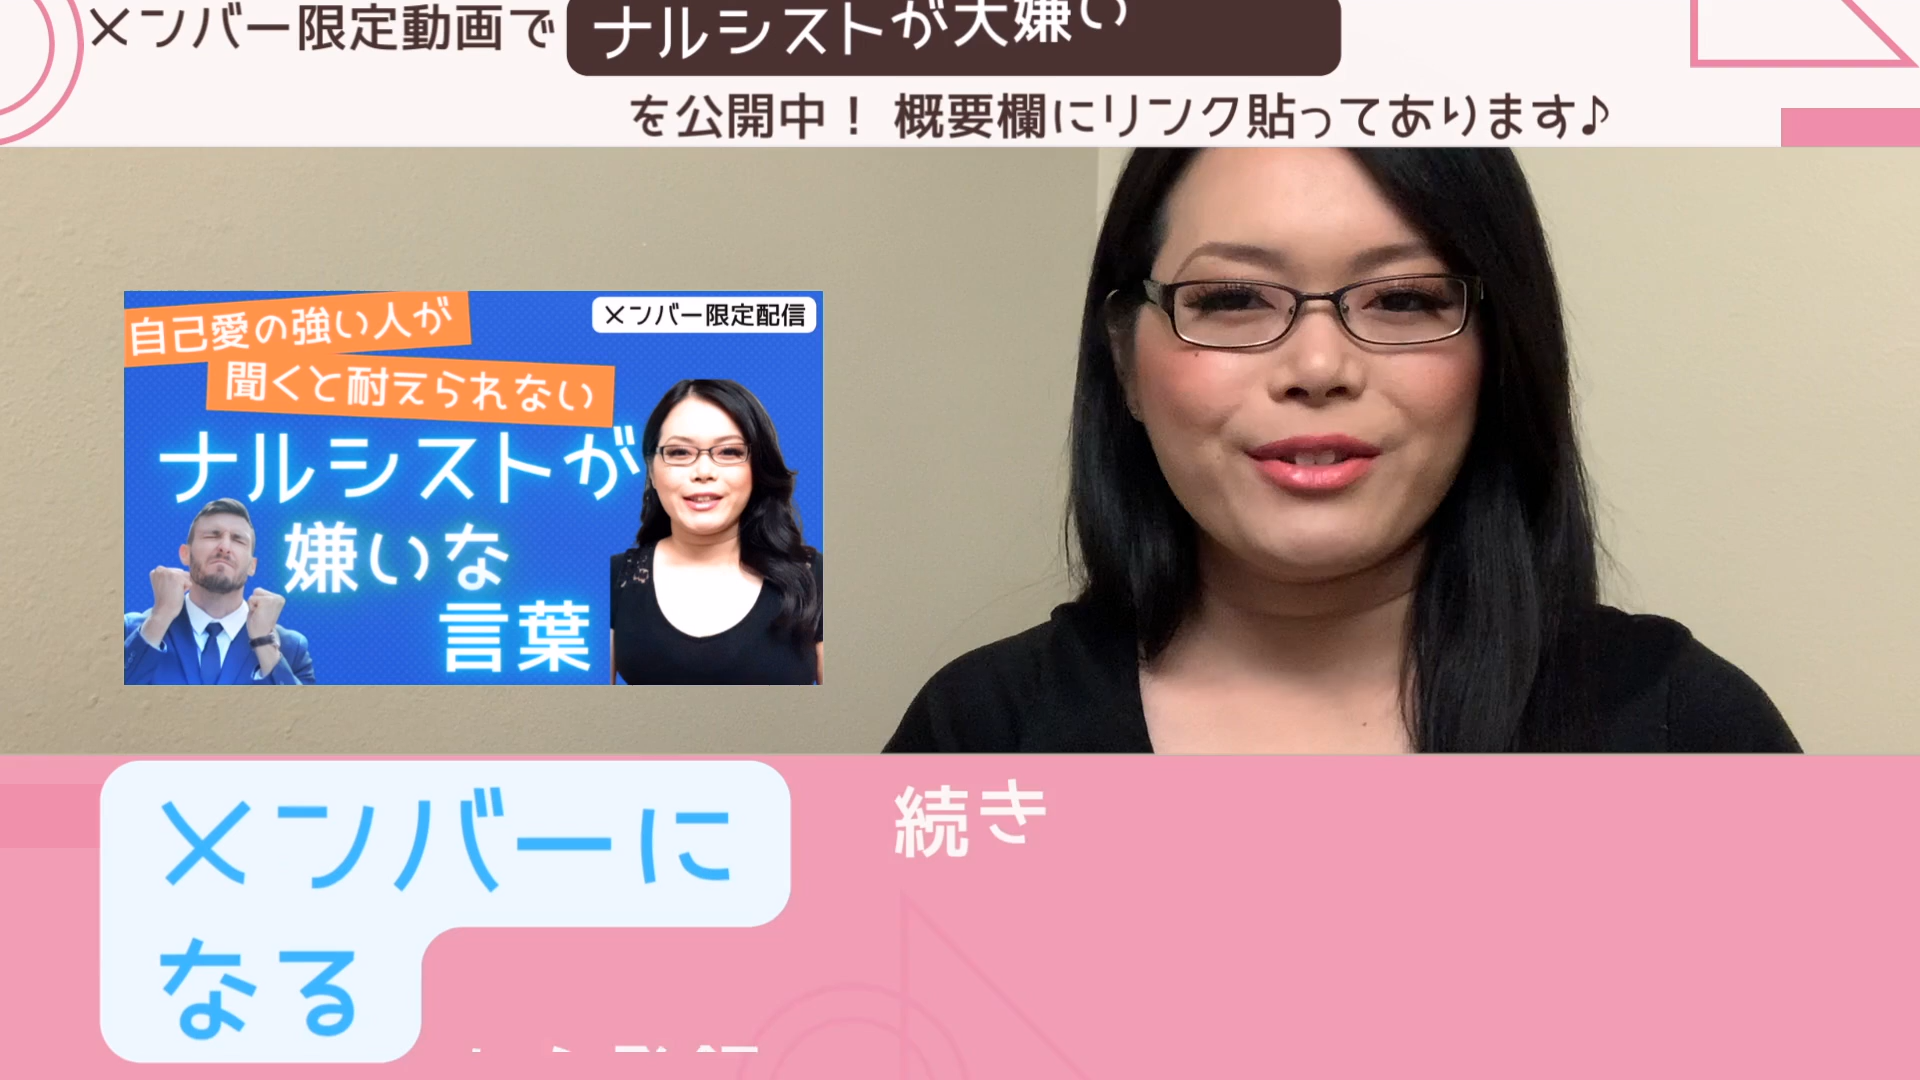 メンバー限定動画で ナルシストが大嫌い
を公開中！ 概要欄にリンク貼ってあります♪
自己愛の強い人が
メンバー限定配信
聞くと耐えられない
ナルシストが
嫌いな
言葉
メンバーに
なる
続き